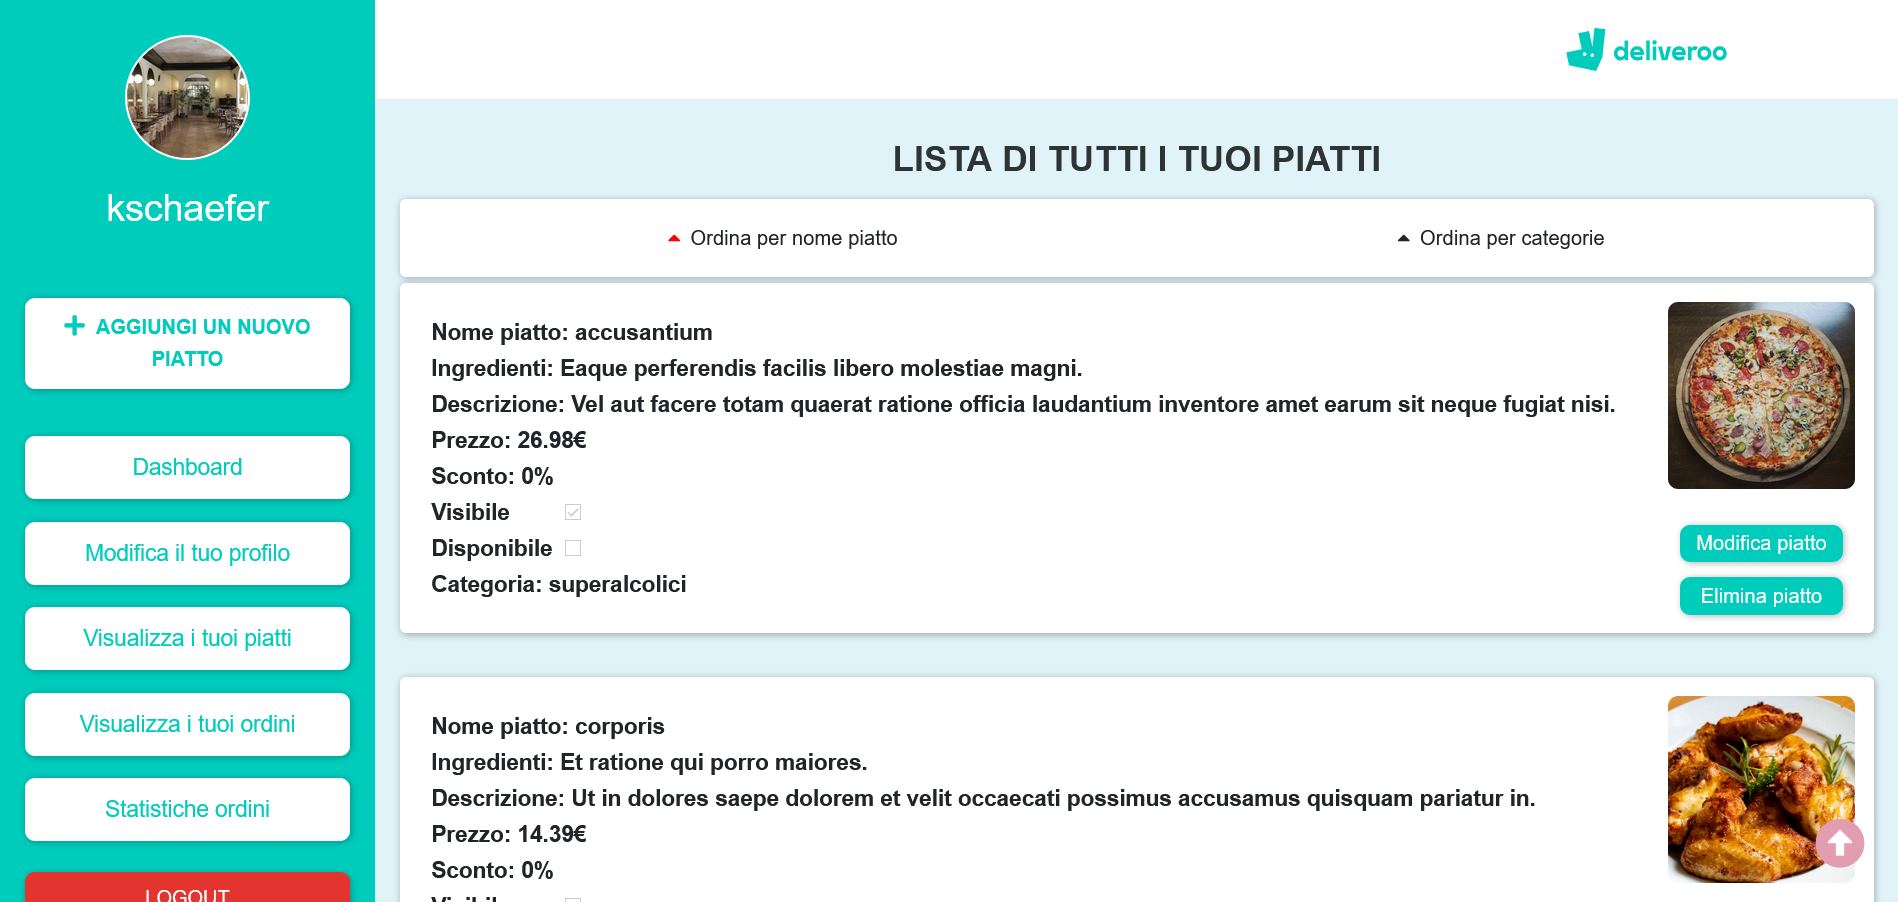 kschaefer
AGGIUNGI UN NUOVO
PIATTO
Dashboard
Modifica il tuo profilo
Visualizza i tuoi piatti
Visualizza i tuoi ordini
Statistiche ordini
LOGOUT
deliveroo
LISTA DI TUTTI I TUOI PIATTI
Ordina per nome piatto
Ordina per categorie
Nome piatto: accusantium
Ingredienti: Eaque perferendis facilis libero molestiae magni.
Descrizione: Vel aut facere totam quaerat ratione officia laudantium inventore amet earum sit neque fugiat nisi.
Prezzo: 26.98€
Sconto: 0%
Visibile
Disponibile
Categoria: superalcolici
Modifica piatto
Elimina piatto
Nome piatto: corporis
Ingredienti: Et ratione qui porro maiores.
Descrizione: Ut in dolores saepe dolorem et velit occaecati possimus accusamus quisquam pariatur in.
Prezzo: 14.39€
Sconto: 0%